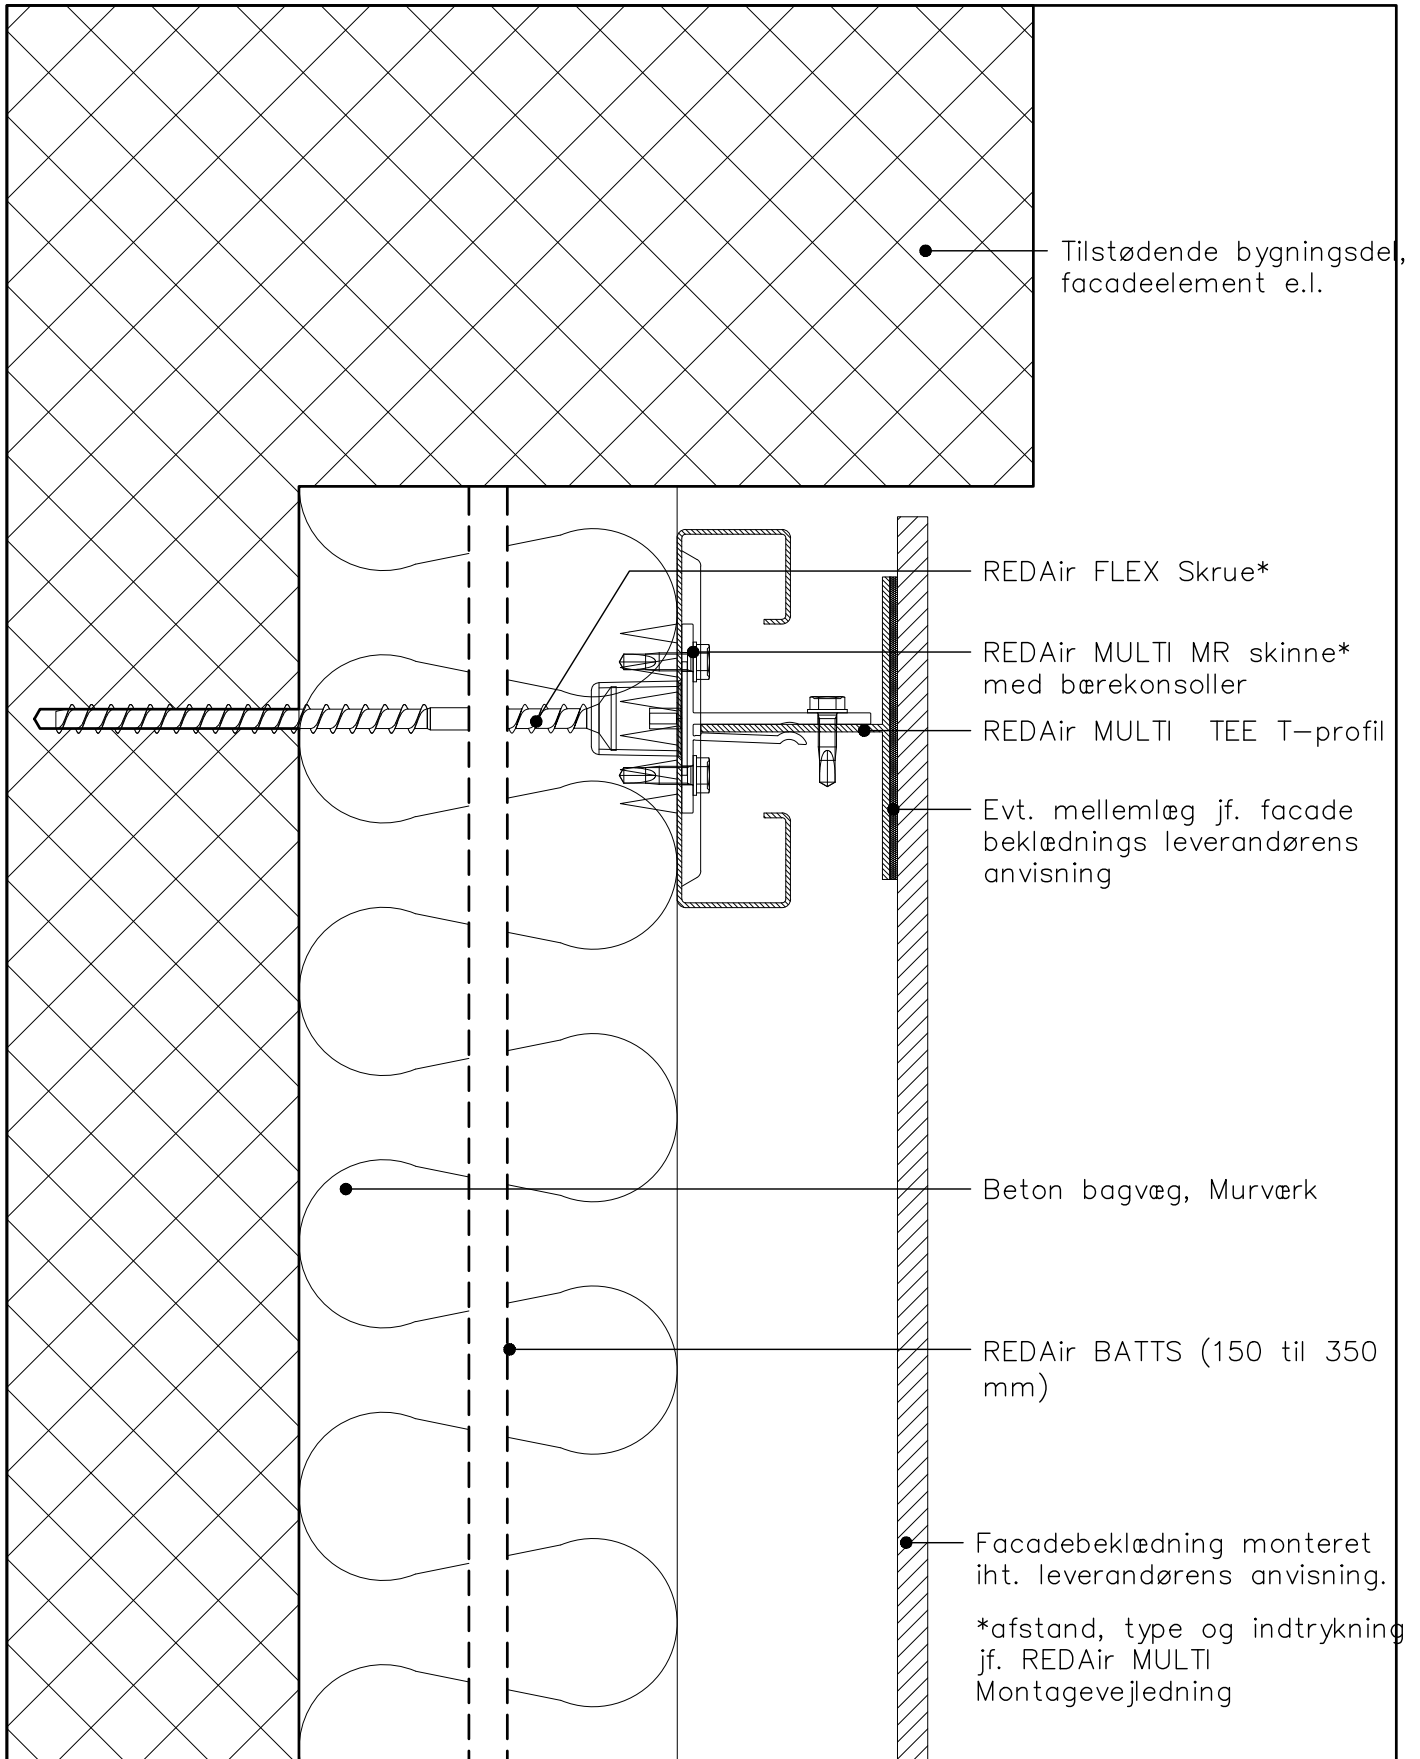 Tilstødende bygningsdel,
facadeelement e.l.
REDAir FLEX Skrue*
REDAir MULTI MR skinne*
med bærekonsoller
REDAir MULTI TEE T-profil
Evt. mellemlæg jf. facade
beklædnings leverandørens
anvisning
Beton bagvæg, Murværk
REDAir BATTS (150 til 350
mm)
Facadebeklædning monteret
iht. leverandørens anvisning.
*afstand, type og indtrykning
jf. REDAir MULTI
Montagevejledning